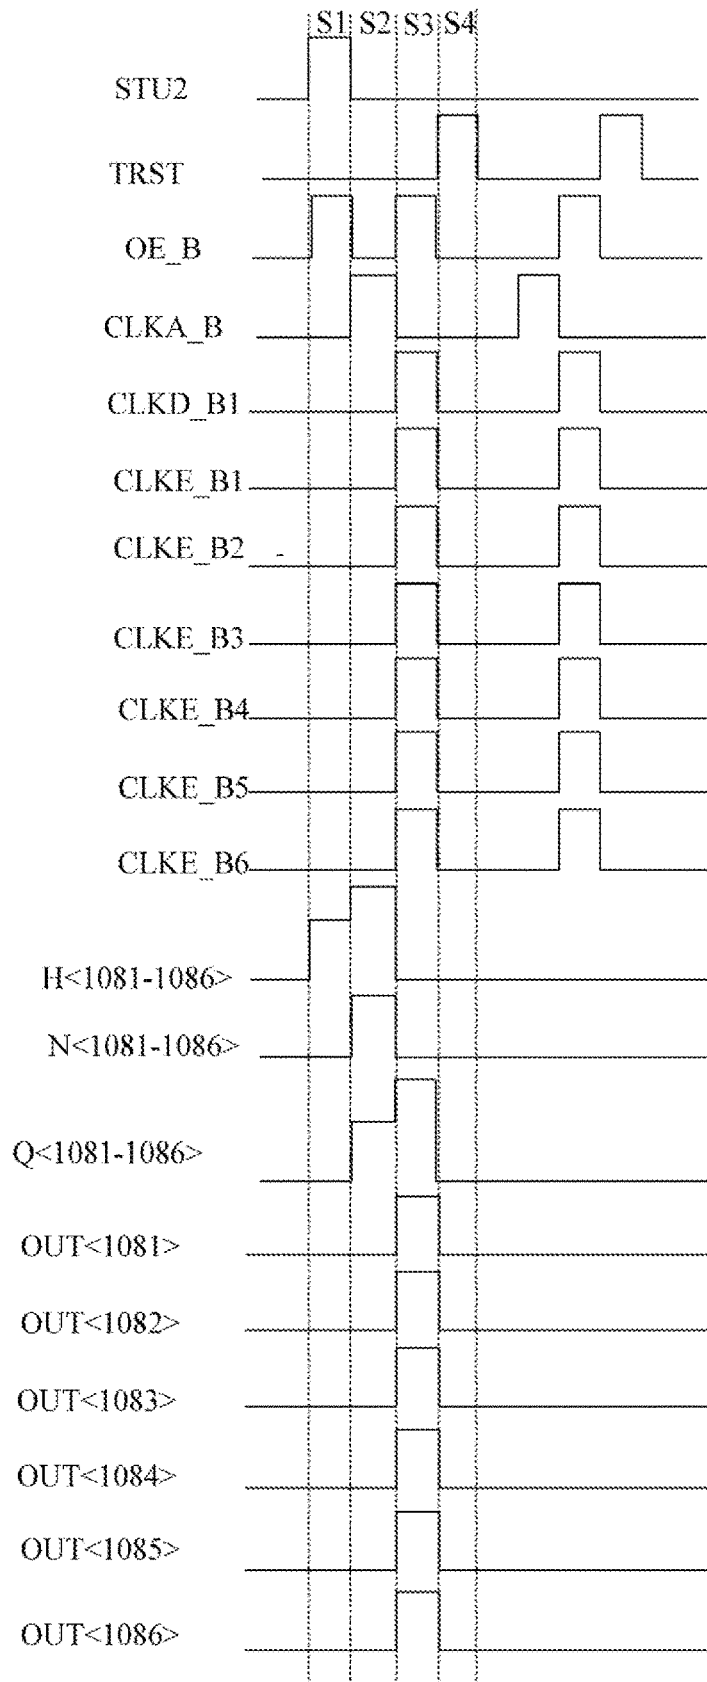 S1 S2 S3 S4
STU2
TRST
OE_B
CLKA_B
CLKD_B1
CLKE_B1
CLKE_B2
CLKE_B3
CLKE_B4
CLKE_B5
CLKE_B6
H<1081-1086>
N<1081-1086>
Q<1081-1086>
OUT<1081>
OUT<1082>
OUT<1083>
OUT<1084>
OUT<1085>
OUT<1086>